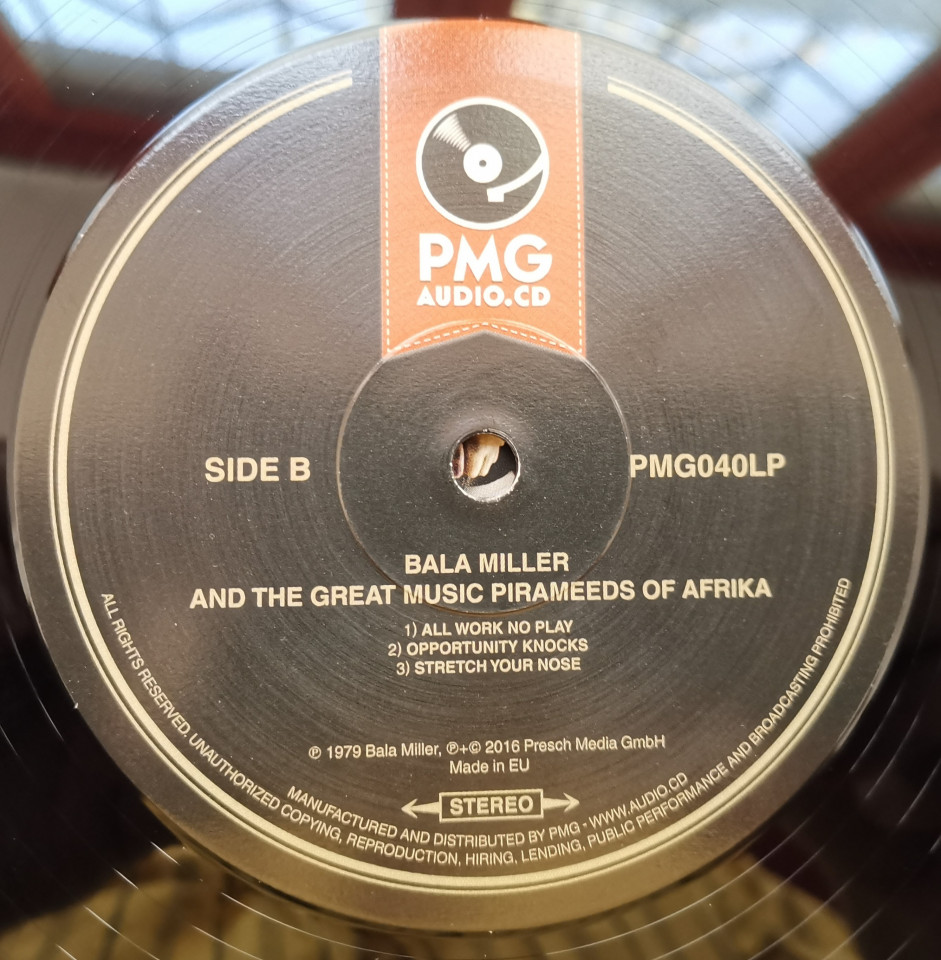 PMG
AUDIO.CD
SIDE B
PMG040LP
BALA MILLER
AND THE GREAT MUSIC PIRAMEEDS OF AFRIKA
1) ALL WORK NO PLAY
2) OPPORTUNITY KNOCKS
3) STRETCH YOUR NOSE
℗ 1979 Bala Miller, ℗+© 2016 Presch Media GmbH
Made in EU
STEREO
MANUFACTURED AND DISTRIBUTED BY PMG - WWW.AUDIO.CD
ALL RIGHTS RESERVED. UNAUTHORIZED COPYING, REPRODUCTION, HIRING, LENDING, PUBLIC PERFORMANCE AND BROADCASTING PROHIBITED